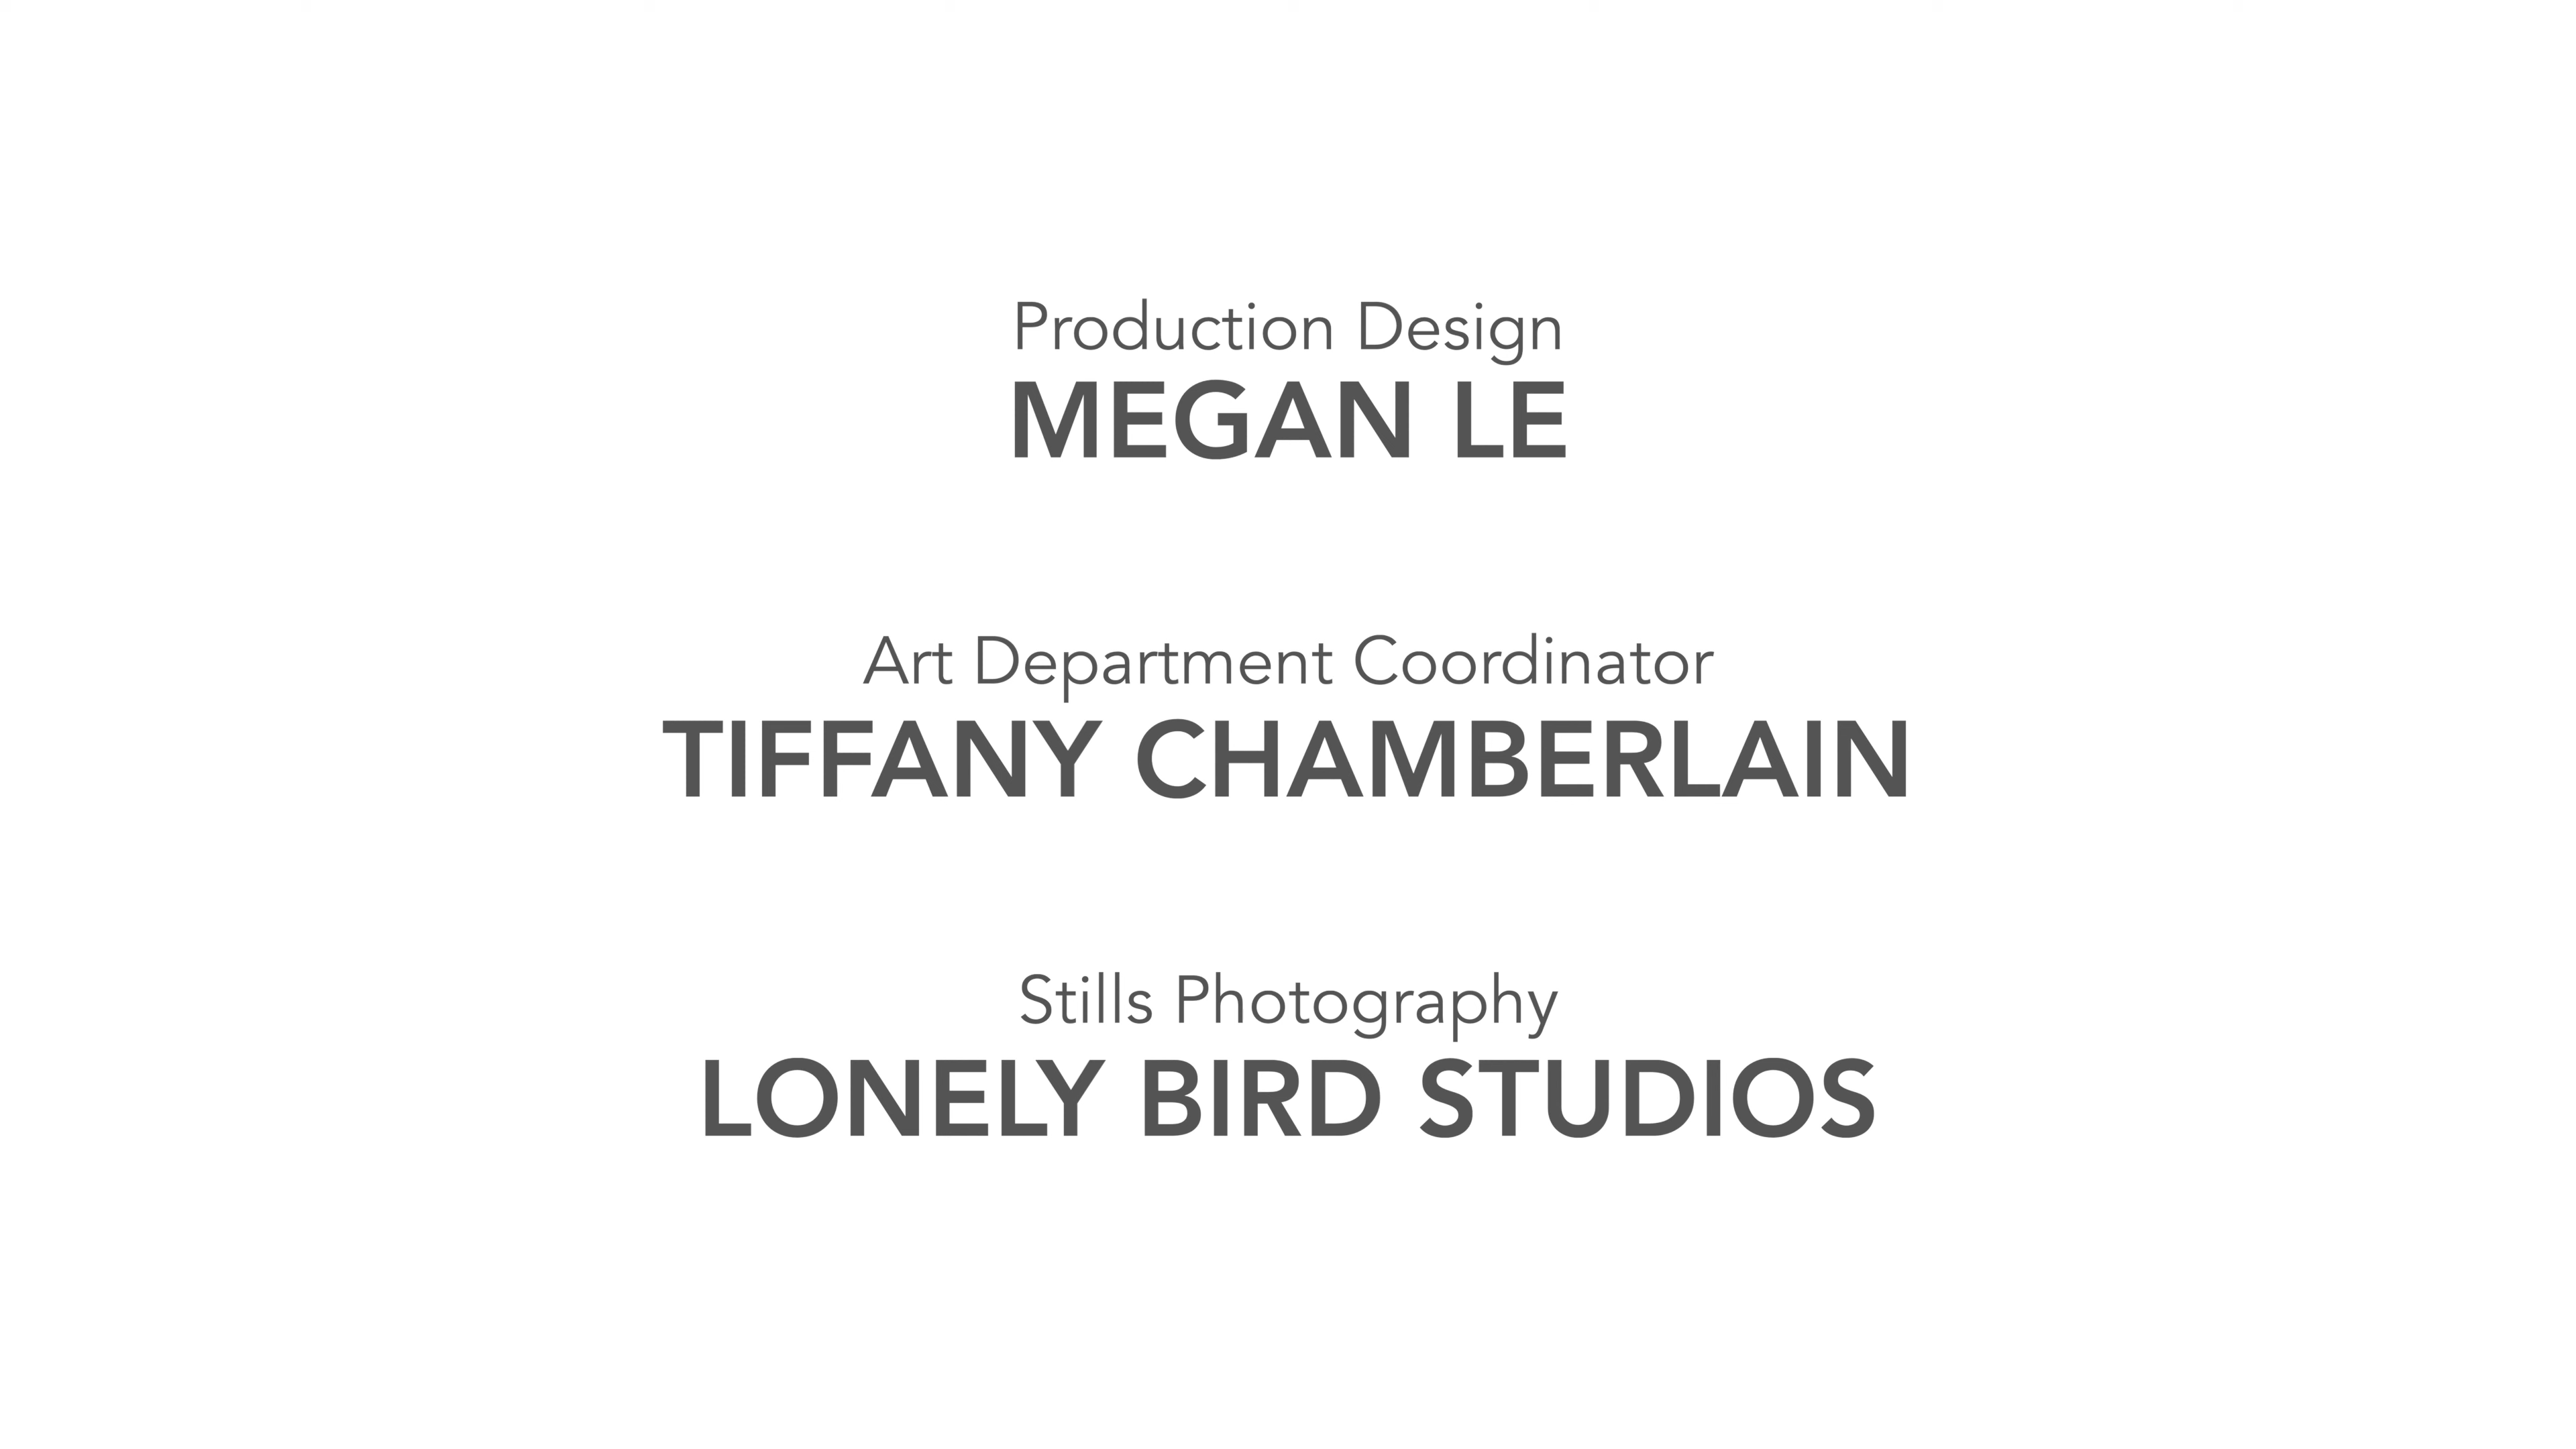 Production Design
MEGAN LE
Art Department Coordinator
TIFFANY CHAMBERLAIN
Stills Photography
LONELY BIRD STUDIOS